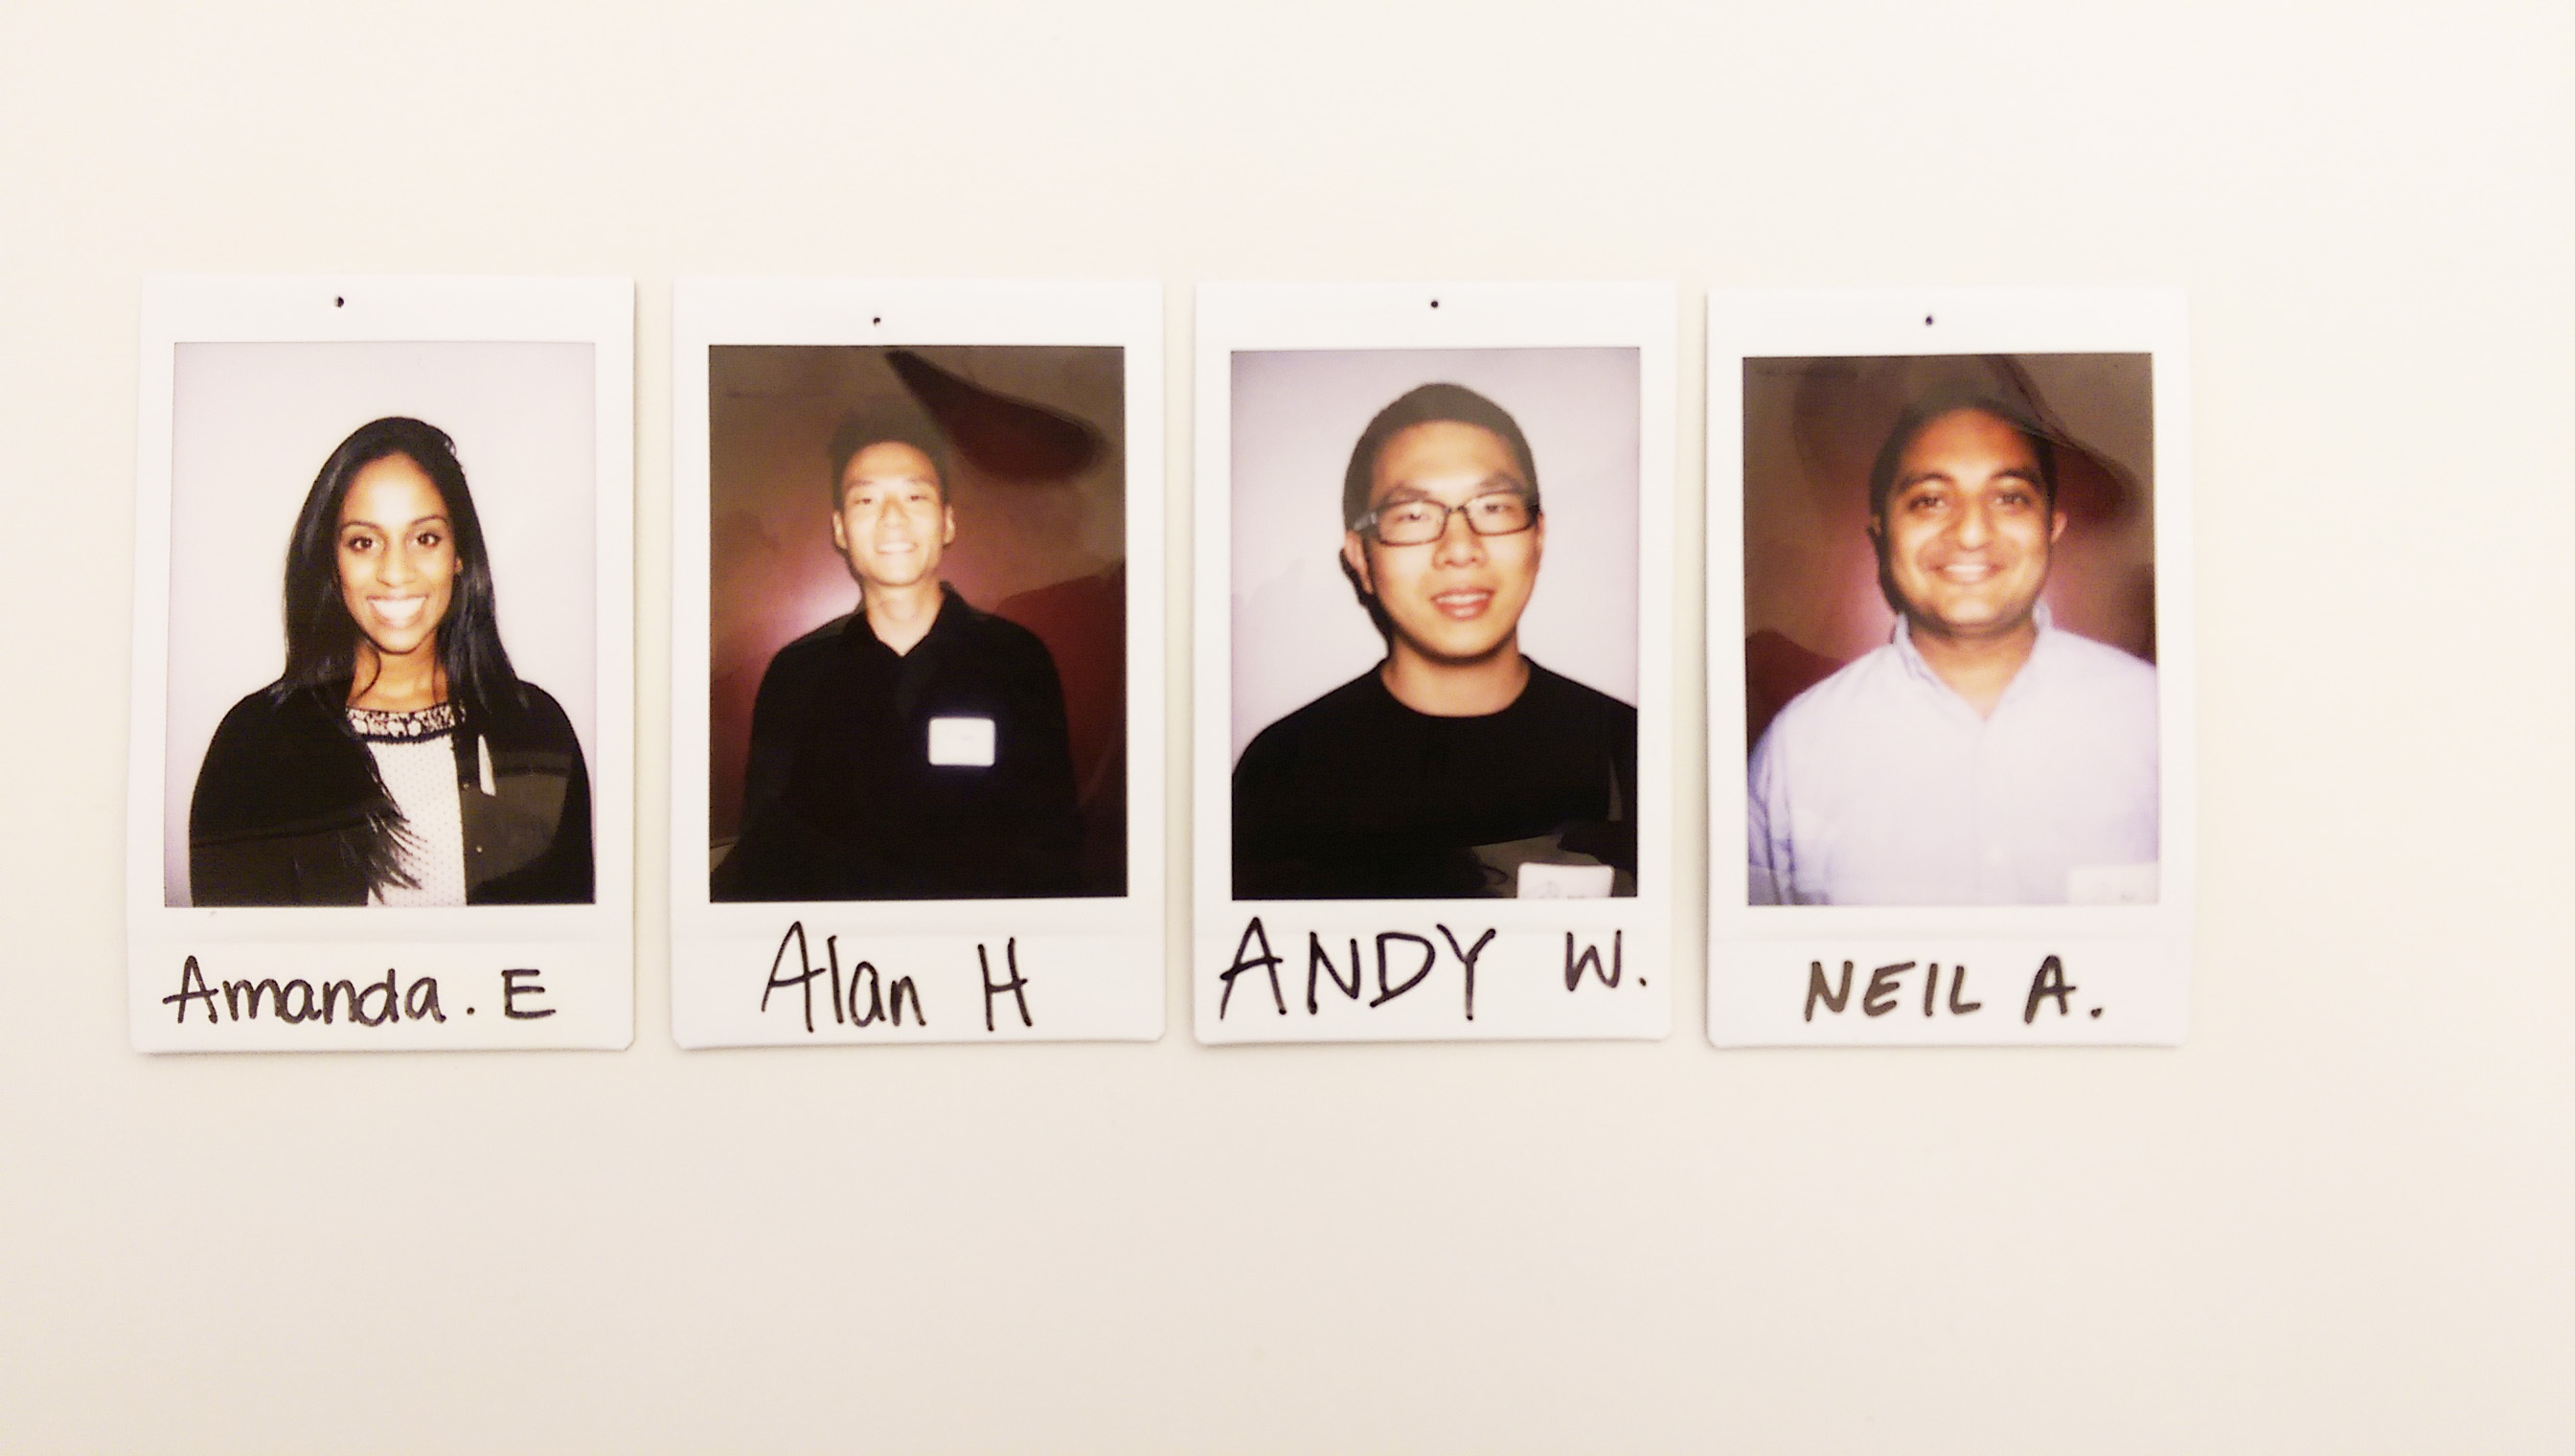 Amanda. E
Alan H
ANDY W.
NEIL A.